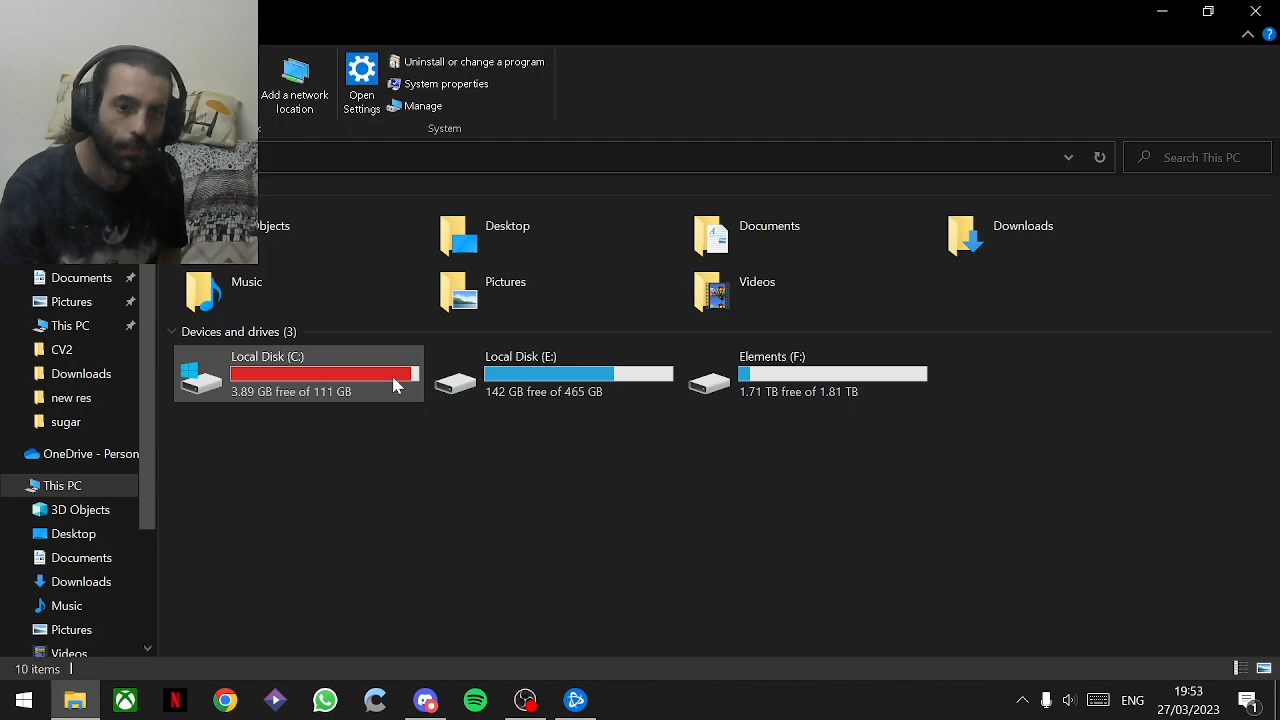 Add a network
location
Open
Settings
Uninstall or change a program
System properties
Manage
System
Search This PC
Desktop
Documents
Downloads
Music
Pictures
Videos
Devices and drives (3)
Local Disk (C:)
3.89 GB free of 111 GB
Local Disk (E:)
142 GB free of 465 GB
Elements (F:)
1.71 TB free of 1.81 TB
Documents
Pictures
This PC
CV2
Downloads
new res
sugar
OneDrive - Person
This PC
3D Objects
Desktop
Documents
Downloads
Music
Pictures
Videos
10 items
ENG
19:53
27/03/2023
1